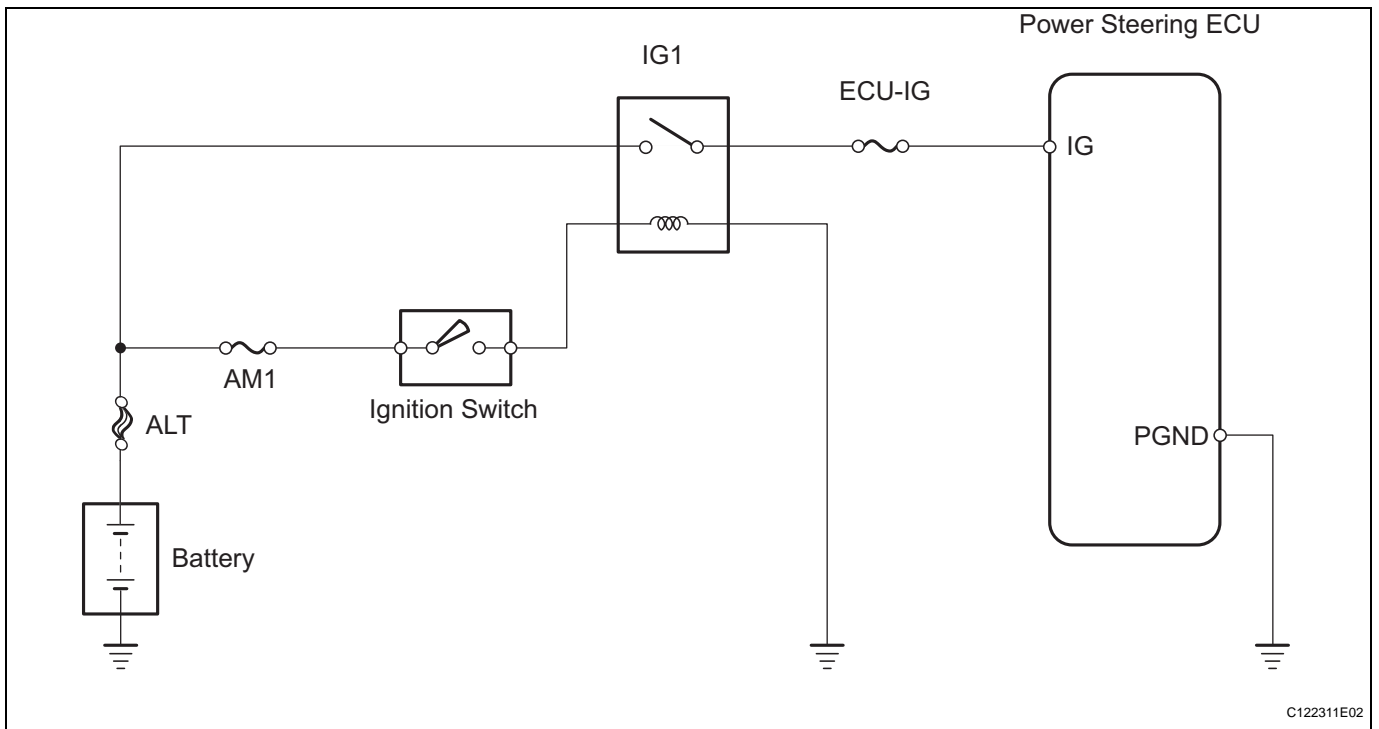 Power Steering ECU
IG1
ECU-IG
IG
AM1
Ignition Switch
ALT
PGND
Battery
C122311E02